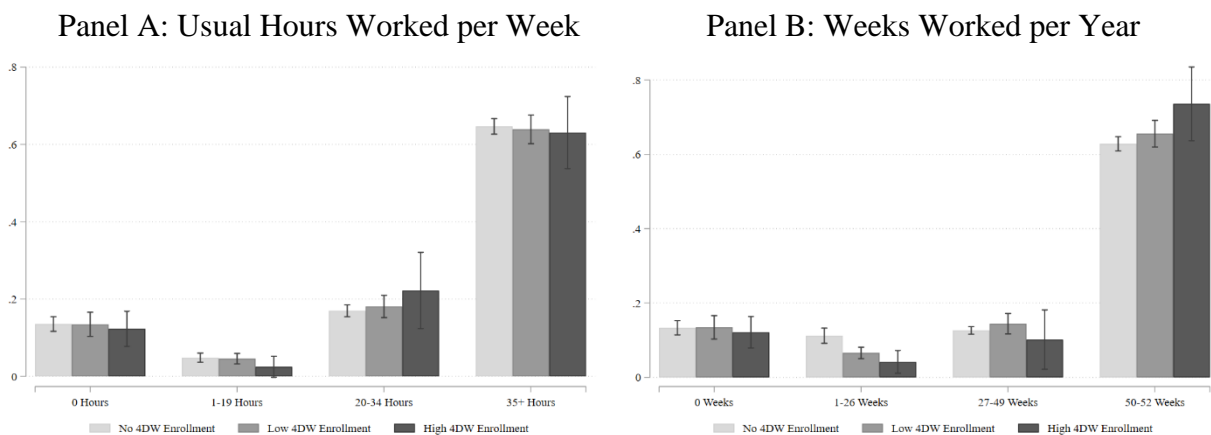 Panel A: Usual Hours Worked per Week
.8
.6
.4
.2
0
0 Hours 1-19 Hours 20-34 Hours 35+ Hours
No 4DW Enrollment Low 4DW Enrollment High 4DW Enrollment
Panel B: Weeks Worked per Year
.8
.6
.4
.2
0
0 Weeks 1-26 Weeks 27-49 Weeks 50-52 Weeks
No 4DW Enrollment Low 4DW Enrollment High 4DW Enrollment